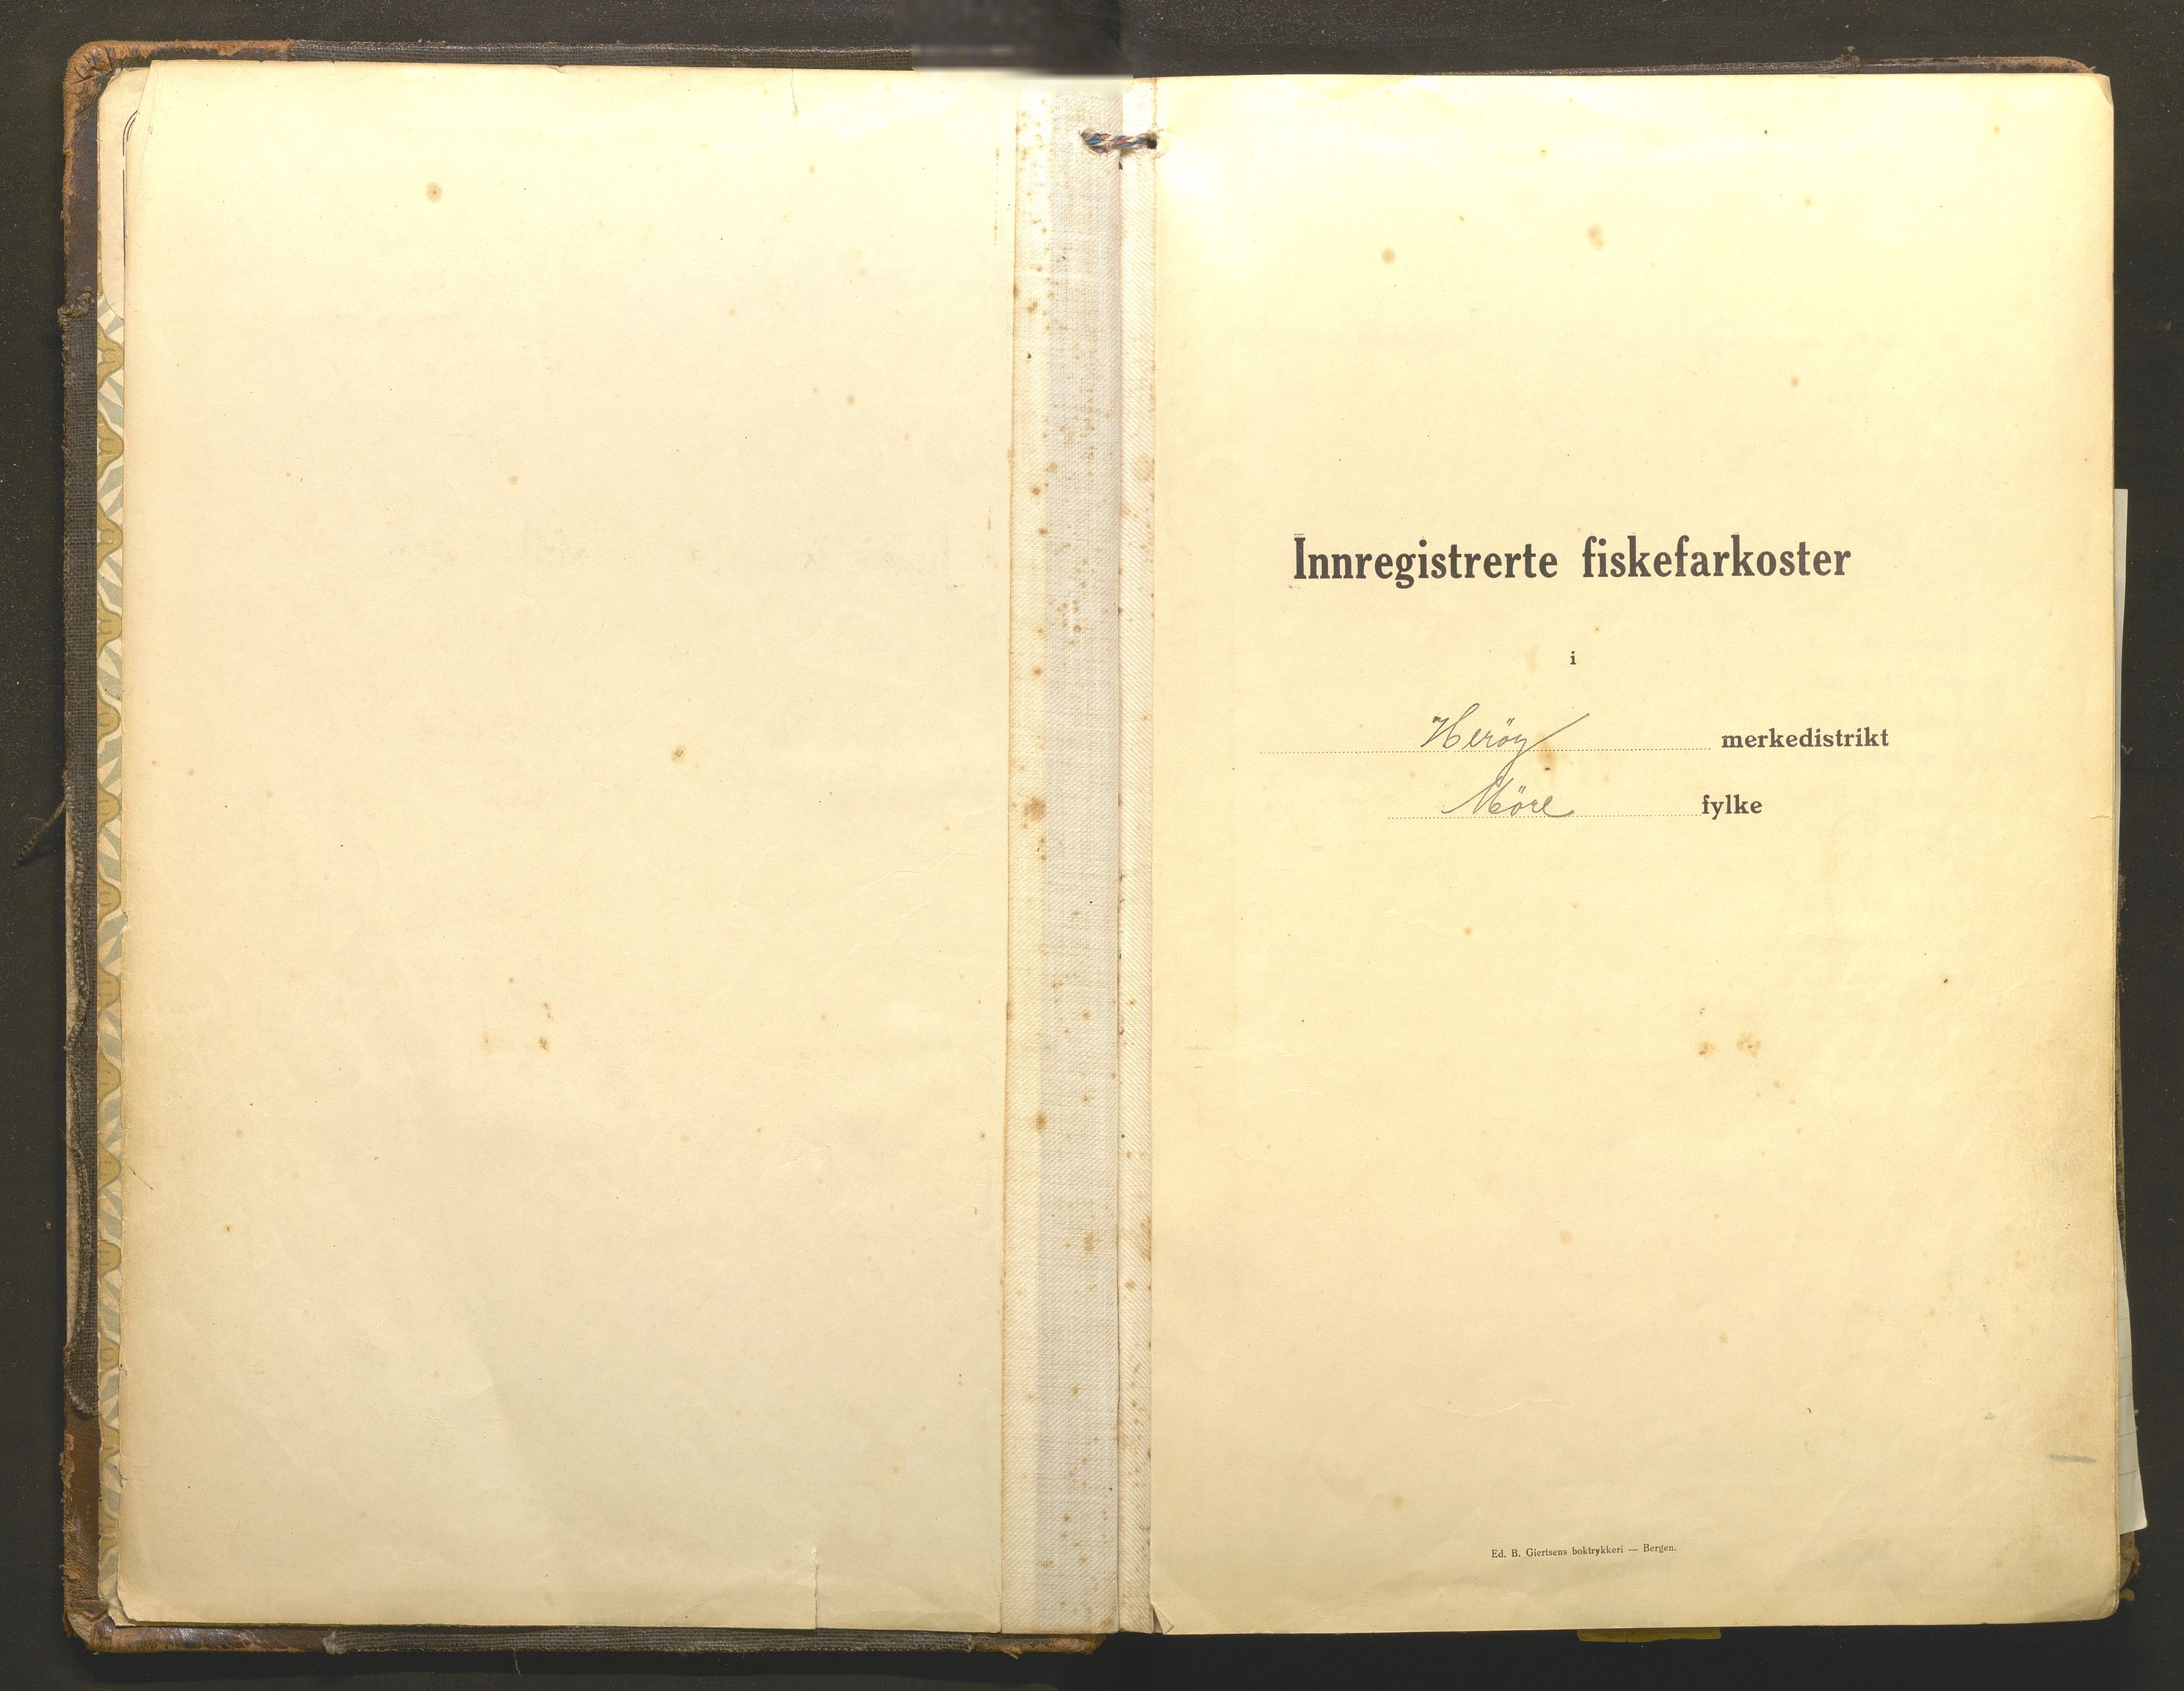 Innregistrerte fiskefarkoster
i
Heröy merkedistrikt
Möre fylke
Ed. B. Giertsens boktrykkeri — Bergen.